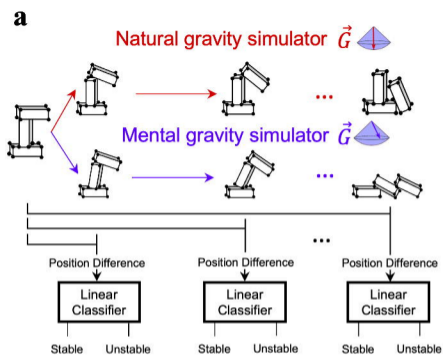 a
Natural gravity simulator G⃗
...
Mental gravity simulator G⃗
...
...
Position Difference Position Difference Position Difference
Linear Classifier Linear Classifier Linear Classifier
Stable Unstable Stable Unstable Stable Unstable